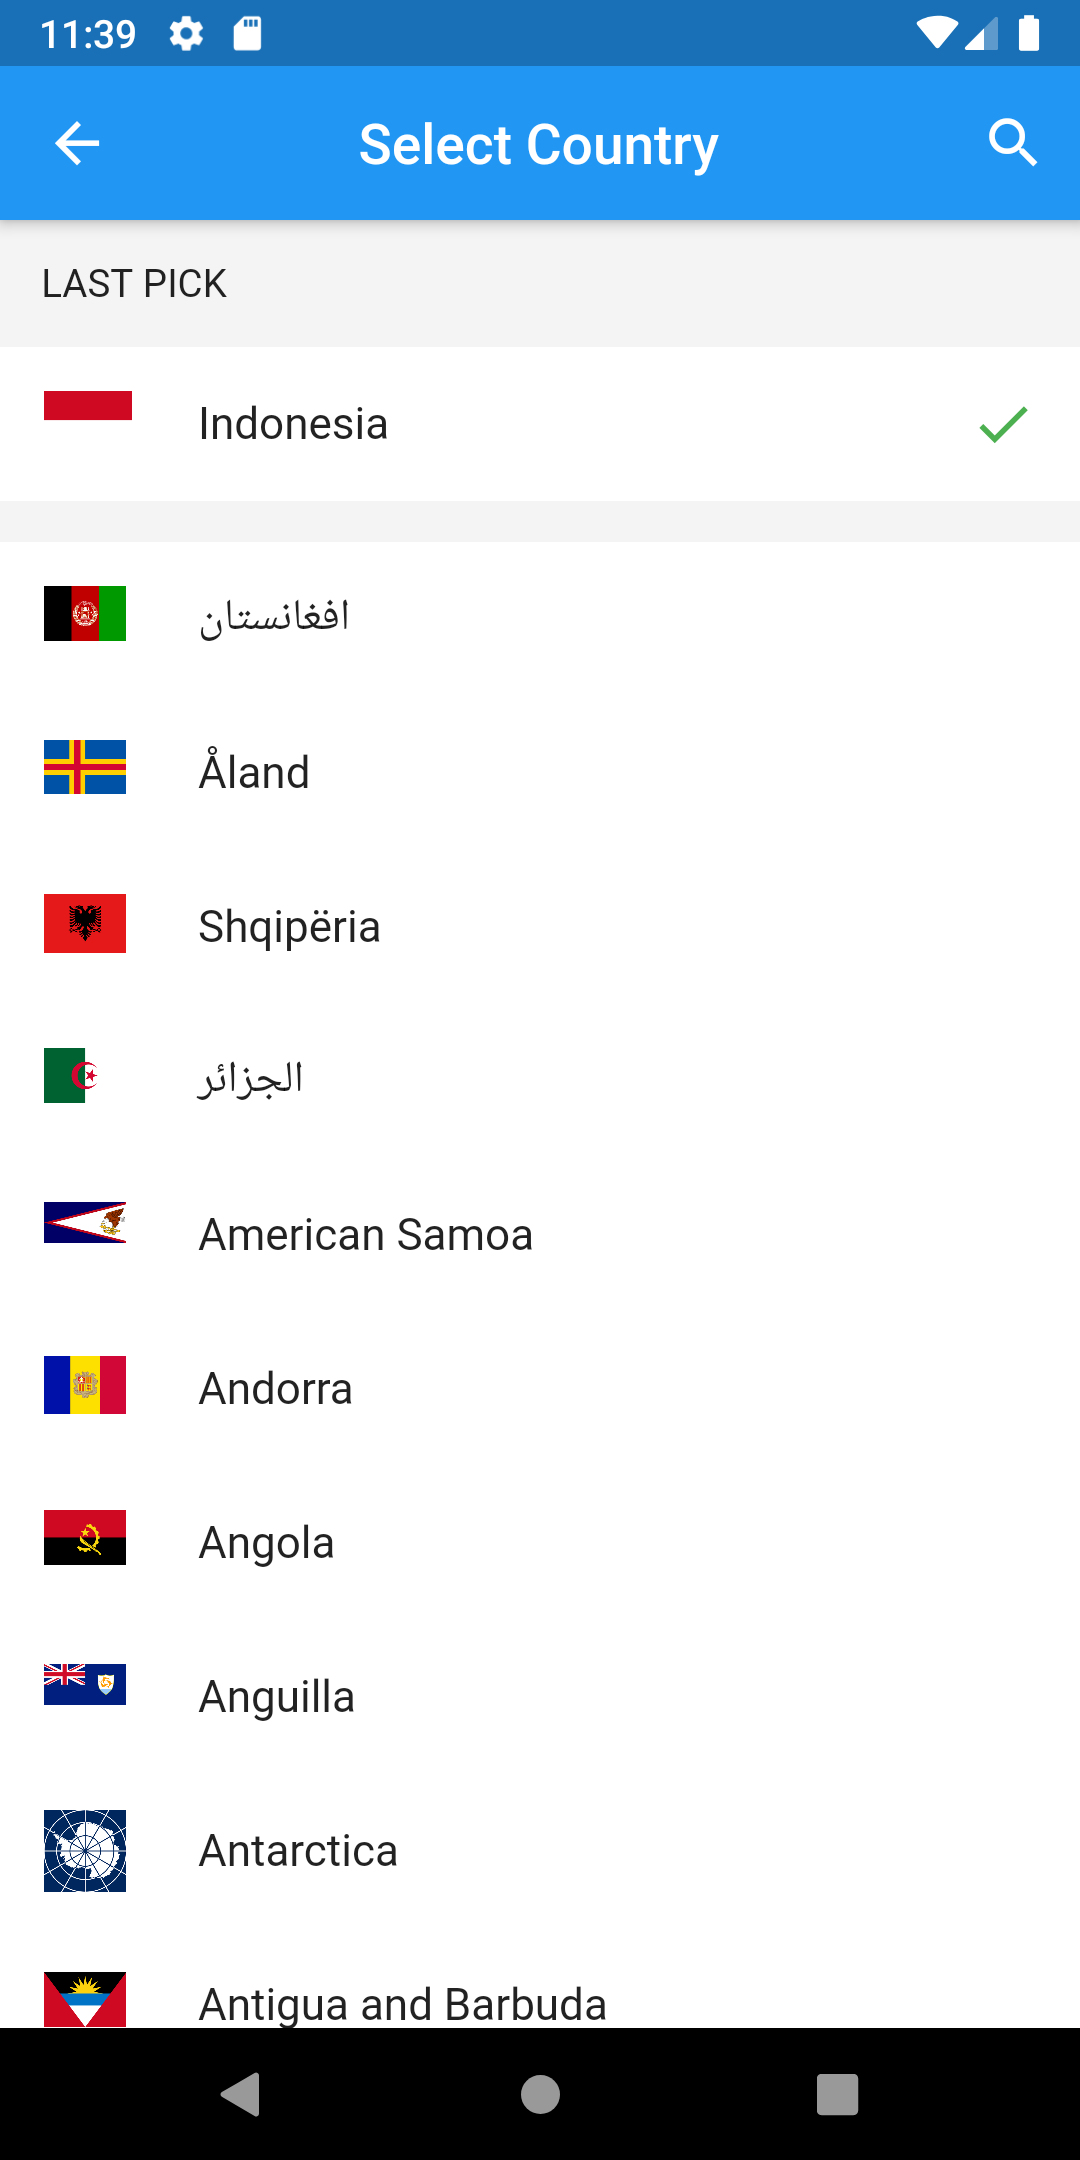 11:39
Select Country
LAST PICK
Indonesia
افغانستان
Åland
Shqipëria
الجزائر
American Samoa
Andorra
Angola
Anguilla
Antarctica
Antigua and Barbuda